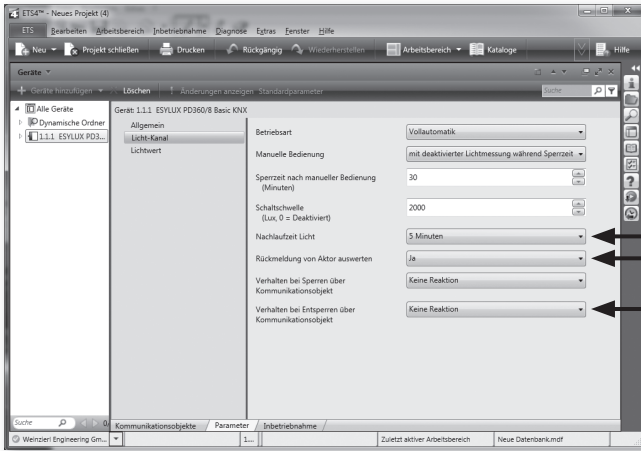 ETS4™ - Neues Projekt (4)
ETS Bearbeiten Arbeitsbereich Inbetriebnahme Diagnose Extras Fenster Hilfe
Neu Projekt schließen Drucken Rückgängig Wiederherstellen Arbeitsbereich Kataloge Hilfe
Geräte
Geräte hinzufügen Löschen Änderungen anzeigen Standardparameter Suche
Alle Geräte
Dynamische Ordner
1.1.1 ESYLUX PD3...
Gerät: 1.1.1 ESYLUX PD360/8 Basic KNX
Allgemein
Licht-Kanal
Lichtwert
Betriebsart Vollautomatik
Manuelle Bedienung mit deaktivierter Lichtmessung während Sperrzeit
Sperrzeit nach manueller Bedienung 30
(Minuten)
Schaltschwelle 2000
(Lux, 0 = Deaktiviert)
Nachlaufzeit Licht 5 Minuten
Rückmeldung von Aktor auswerten Ja
Verhalten bei Sperren über Keine Reaktion
Kommunikationsobjekt
Verhalten bei Entsperren über Keine Reaktion
Kommunikationsobjekt
Suche
Kommunikationsobjekte Parameter Inbetriebnahme
Weinzierl Engineering Gm... 1... Zuletzt aktiver Arbeitsbereich Neue Datenbank.mdf